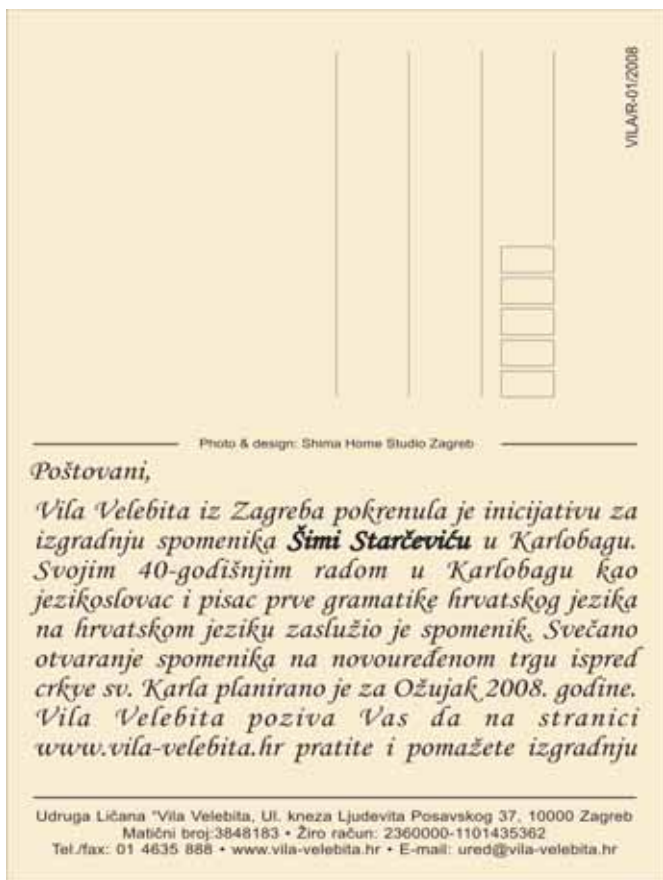 VILA/R-01/2008
Photo & design: Shima Home Studio Zagreb
Poštovani,
Vila Velebita iz Zagreba pokrenula je inicijativu za
izgradnju spomenika Šimi Starčeviću u Karlobagu.
Svojim 40-godišnjim radom u Karlobagu kao
jezikoslovac i pisac prve gramatike hrvatskog jezika
na hrvatskom jeziku zaslužio je spomenik. Svečano
otvaranje spomenika na novouređenom trgu ispred
crkve sv. Karla planirano je za Ožujak 2008. godine.
Vila Velebita poziva Vas da na stranici
www.vila-velebita.hr pratite i pomažete izgradnju
Udruga Ličana "Vila Velebita, Ul. kneza Ljudevita Posavskog 37, 10000 Zagreb
Matični broj:3848183 • Žiro račun: 2360000-1101435362
Tel./fax: 01 4635 888 • www.vila-velebita.hr • E-mail: ured@vila-velebita.hr